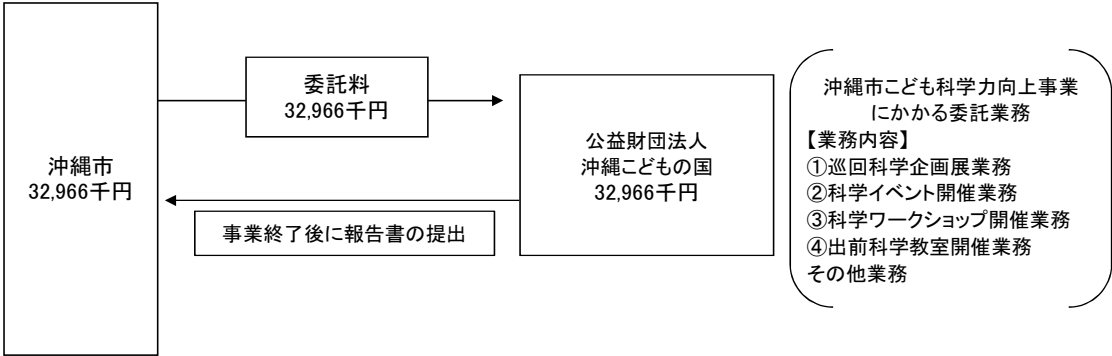 沖縄市
32,966千円
委託料
32,966千円
事業終了後に報告書の提出
公益財団法人
沖縄こどもの国
32,966千円
沖縄市こども科学力向上事業
にかかる委託業務
【業務内容】
①巡回科学企画展業務
②科学イベント開催業務
③科学ワークショップ開催業務
④出前科学教室開催業務
その他業務